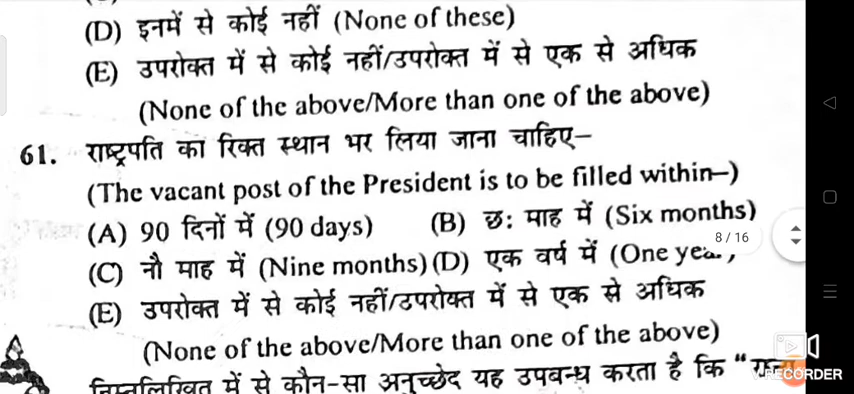 (D) इनमें से कोई नहीं (None of these)
(E) उपरोक्त में से कोई नहीं/उपरोक्त में से एक से अधिक
(None of the above/More than one of the above)
61. राष्ट्रपति का रिक्त स्थान भर लिया जाना चाहिए–
(The vacant post of the President is to be filled within–)
(A) 90 दिनों में (90 days) (B) छः माह में (Six months)
8 / 16
(C) नौ माह में (Nine months) (D) एक वर्ष में (One
(E) उपरोक्त में से कोई नहीं/उपरोक्त में से एक से अधिक
(None of the above/More than one of the above)
निम्नलिखित में से कौन-सा अनुच्छेद यह उपबन्ध करता है कि "
RECORDER